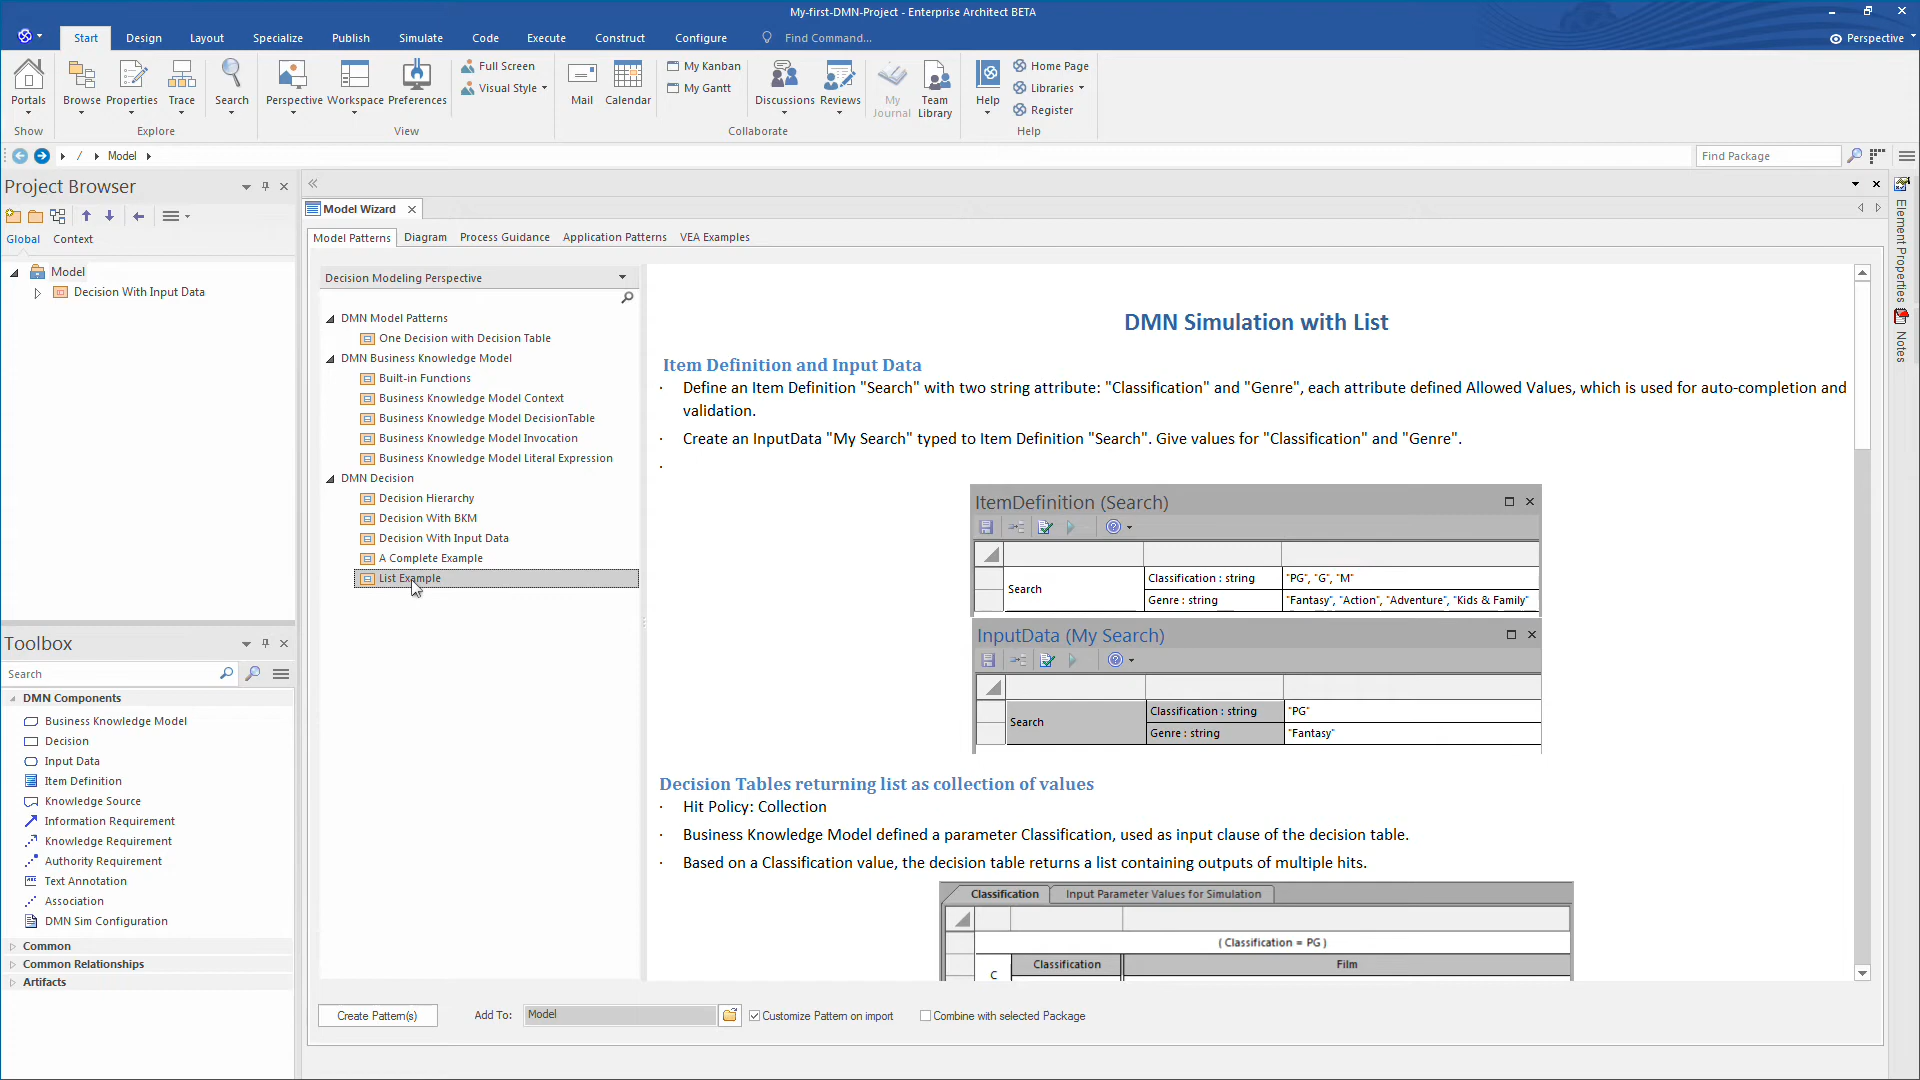 My-first-DMN-Project - Enterprise Architect BETA
Start
Design
Layout
Specialize
Publish
Simulate
Code
Execute
Construct
Configure
Find Command...
Perspective
Portals
Browse
Properties
Trace
Search
Perspective
Workspace
Preferences
Full Screen
Visual Style
Mail
Calendar
My Kanban
My Gantt
Discussions
Reviews
My Journal
Team Library
Help
Home Page
Libraries
Register
Show
Explore
View
Collaborate
Help
/
Model
Find Package
Project Browser
Global
Context
Model
Decision With Input Data
Toolbox
Search
DMN Components
Business Knowledge Model
Decision
Input Data
Item Definition
Knowledge Source
Information Requirement
Knowledge Requirement
Authority Requirement
Text Annotation
Association
DMN Sim Configuration
Common
Common Relationships
Artifacts
Model Wizard
Model Patterns
Diagram
Process Guidance
Application Patterns
VEA Examples
Decision Modeling Perspective
DMN Model Patterns
One Decision with Decision Table
DMN Business Knowledge Model
Built-in Functions
Business Knowledge Model Context
Business Knowledge Model DecisionTable
Business Knowledge Model Invocation
Business Knowledge Model Literal Expression
DMN Decision
Decision Hierarchy
Decision With BKM
Decision With Input Data
A Complete Example
List Example
DMN Simulation with List
Item Definition and Input Data
· Define an Item Definition "Search" with two string attribute: "Classification" and "Genre", each attribute defined Allowed Values, which is used for auto-completion and
validation.
· Create an InputData "My Search" typed to Item Definition "Search". Give values for "Classification" and "Genre".
·
ItemDefinition (Search)
Search
Classification : string
"PG", "G", "M"
Genre : string
"Fantasy", "Action", "Adventure", "Kids & Family"
InputData (My Search)
Search
Classification : string
"PG"
Genre : string
"Fantasy"
Decision Tables returning list as collection of values
· Hit Policy: Collection
· Business Knowledge Model defined a parameter Classification, used as input clause of the decision table.
· Based on a Classification value, the decision table returns a list containing outputs of multiple hits.
Classification
Input Parameter Values for Simulation
( Classification = PG )
C
Classification
Film
Create Pattern(s)
Add To:
Model
Customize Pattern on import
Combine with selected Package
Element Properties
Notes